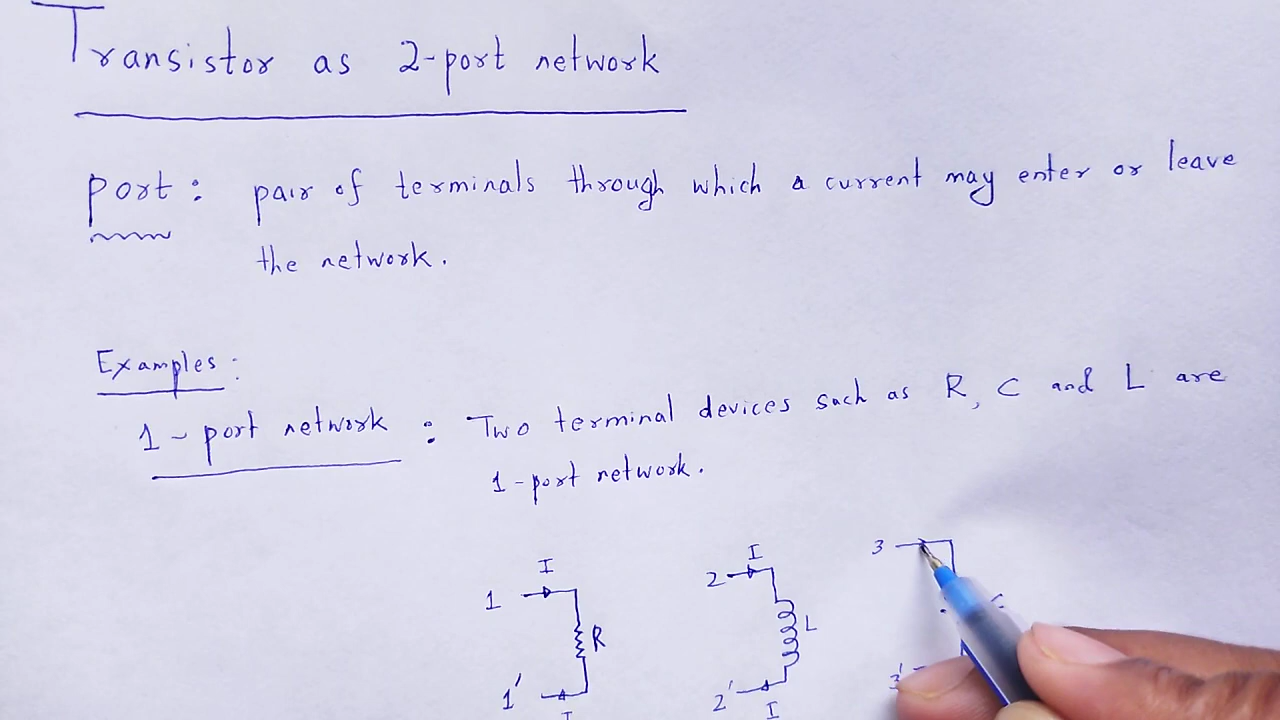 Transistor as 2-port network
port: pair of terminals through which a current may enter or leave
the network.
Examples:
1-port network: Two terminal devices such as R, C and L are
1-port network.
I I 3
1 2
R L C
1' 2' 3'
I I